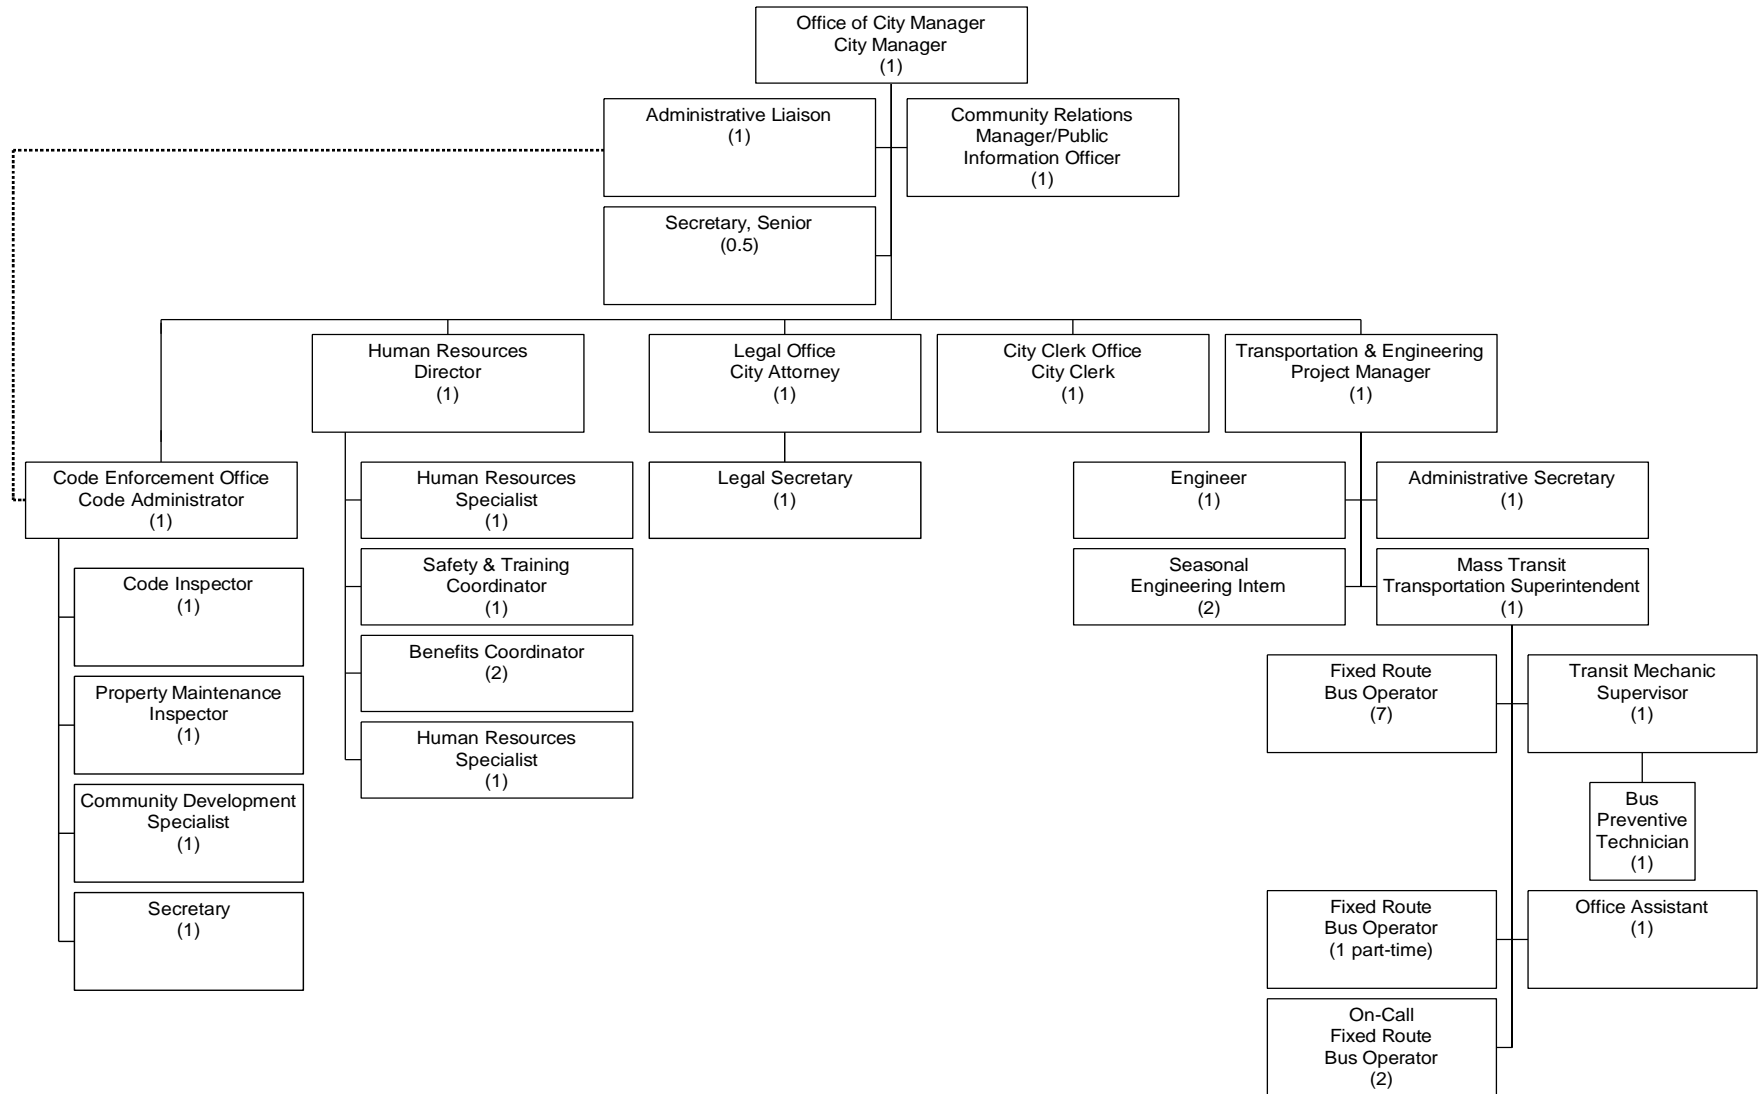 Office of City Manager
City Manager
(1)
Administrative Liaison
(1)
Community Relations
Manager/Public
Information Officer
(1)
Secretary, Senior
(0.5)
Human Resources
Director
(1)
Legal Office
City Attorney
(1)
City Clerk Office
City Clerk
(1)
Transportation & Engineering
Project Manager
(1)
Code Enforcement Office
Code Administrator
(1)
Human Resources
Specialist
(1)
Legal Secretary
(1)
Engineer
(1)
Administrative Secretary
(1)
Code Inspector
(1)
Safety & Training
Coordinator
(1)
Seasonal
Engineering Intern
(2)
Mass Transit
Transportation Superintendent
(1)
Property Maintenance
Inspector
(1)
Benefits Coordinator
(2)
Fixed Route
Bus Operator
(7)
Transit Mechanic
Supervisor
(1)
Community Development
Specialist
(1)
Human Resources
Specialist
(1)
Bus
Preventive
Technician
(1)
Secretary
(1)
Fixed Route
Bus Operator
(1 part-time)
Office Assistant
(1)
On-Call
Fixed Route
Bus Operator
(2)